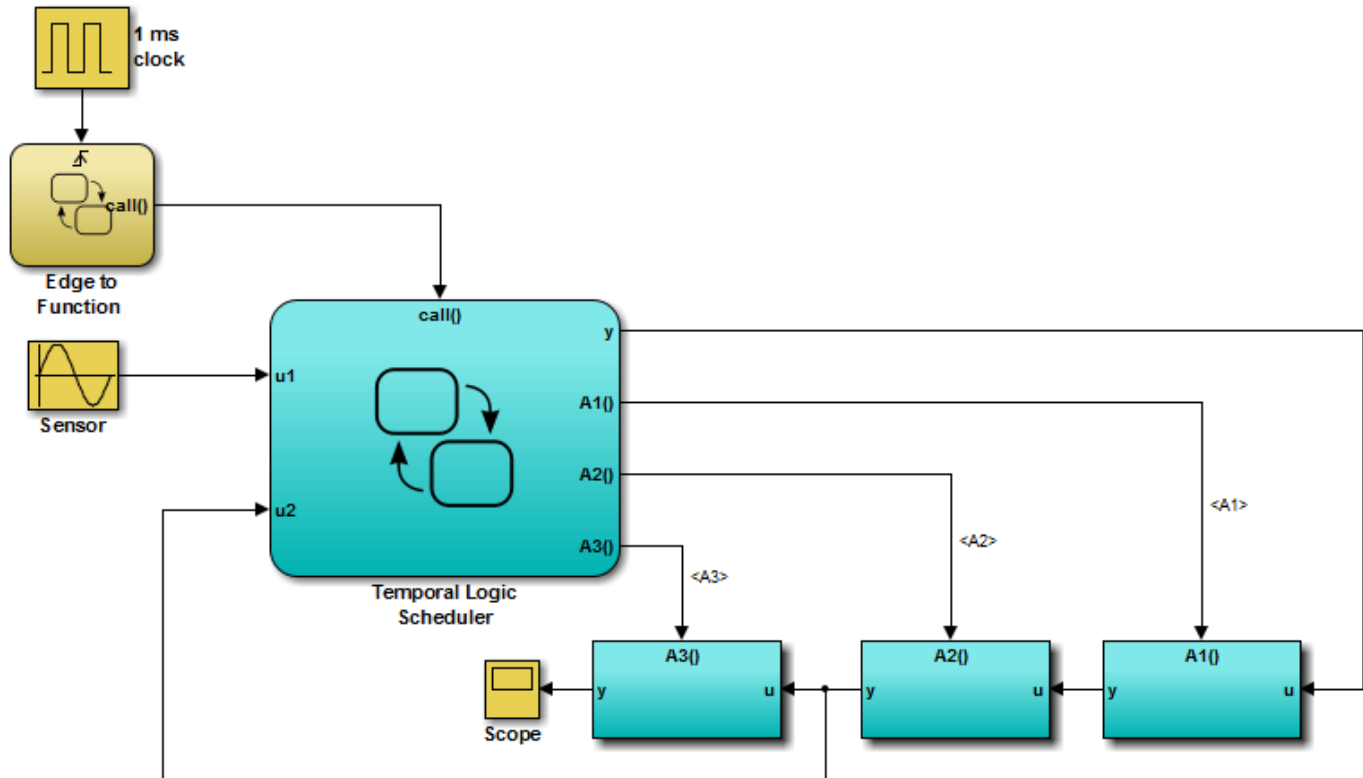 1 ms
clock
call()
Edge to
Function
call()
y
u1
Sensor
A1()
A2()
u2
<A1>
<A2>
A3()
<A3>
Temporal Logic
Scheduler
A3()
A2()
A1()
y
u
y
u
y
u
Scope